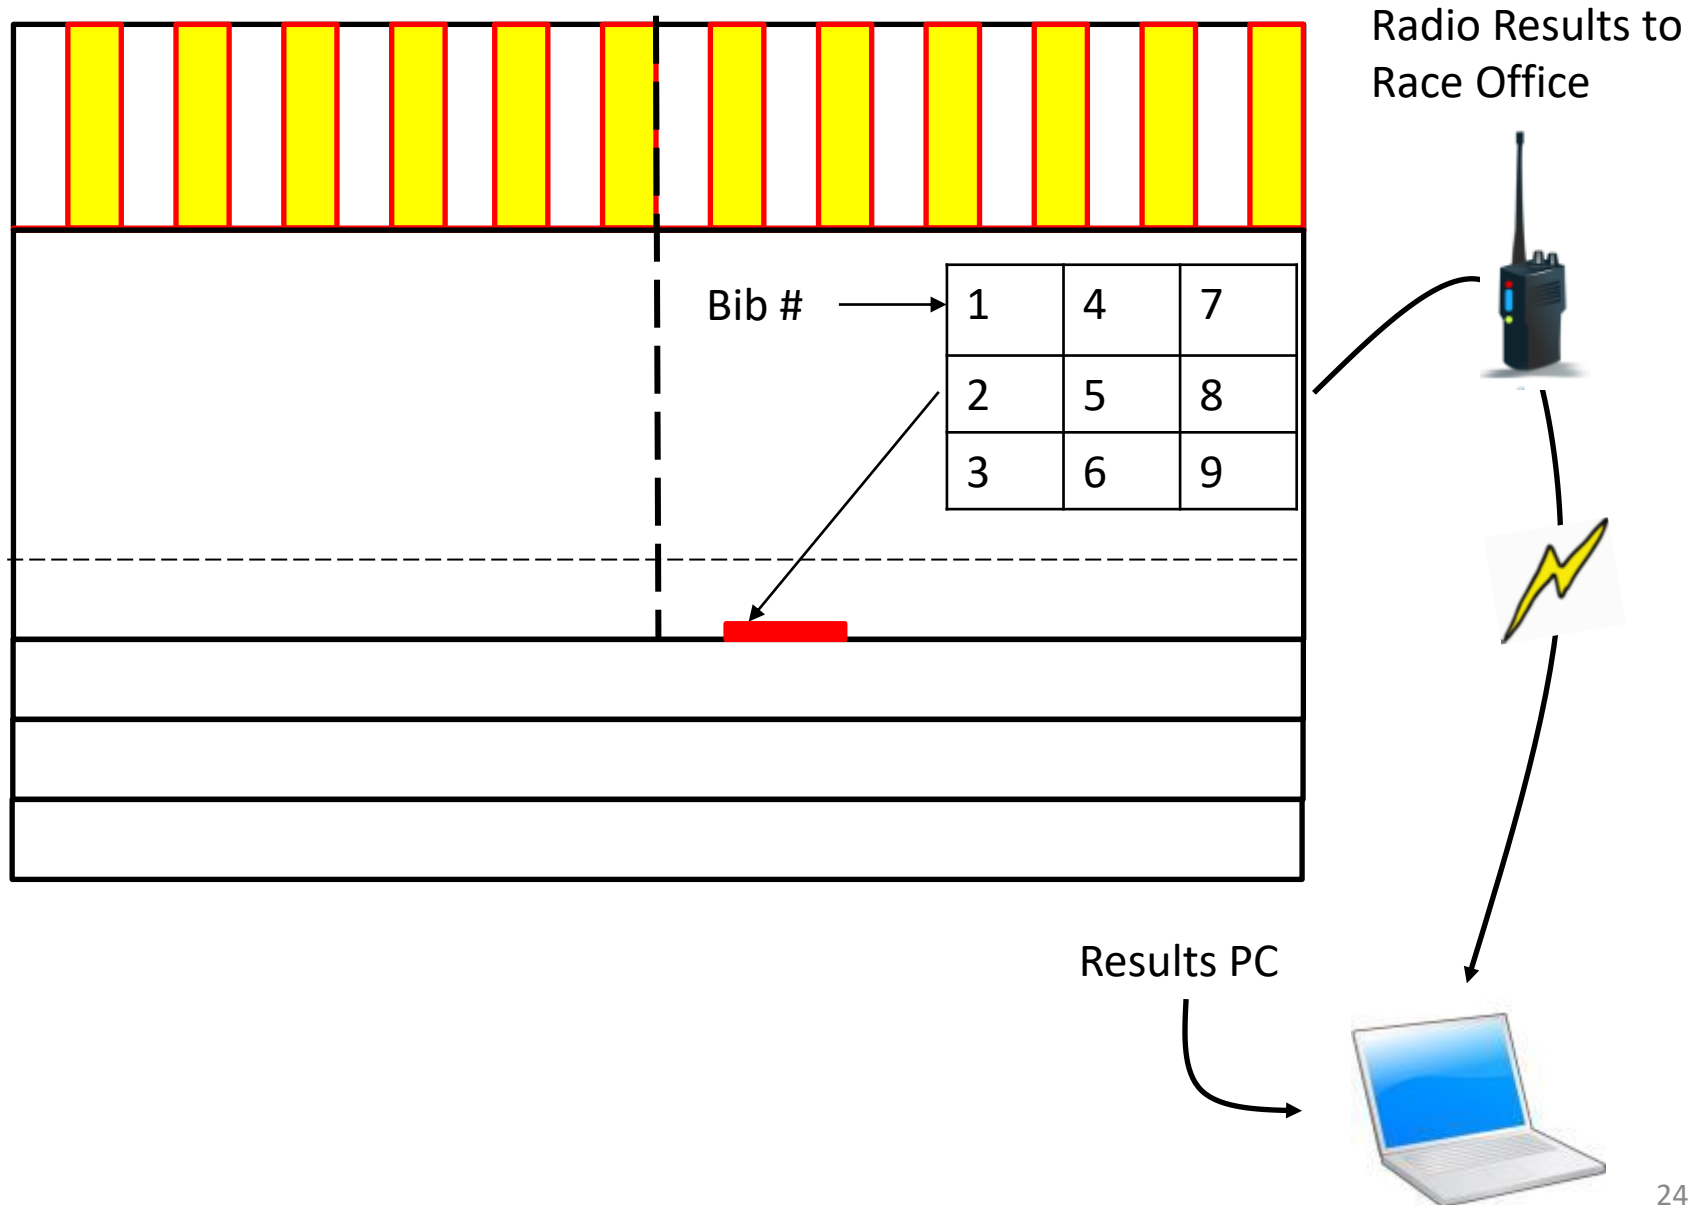 Radio Results to
Race Office
Bib #
1 4 7
2 5 8
3 6 9
Results PC
24